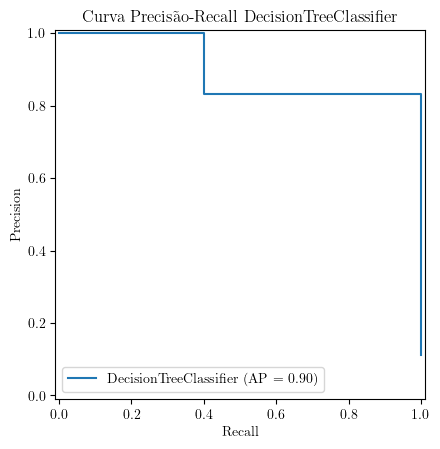 Curva Precisão-Recall DecisionTreeClassifier
1.0
0.8
0.6
0.4
0.2
0.0
Precision
DecisionTreeClassifier (AP = 0.90)
0.0 0.2 0.4 0.6 0.8 1.0
Recall